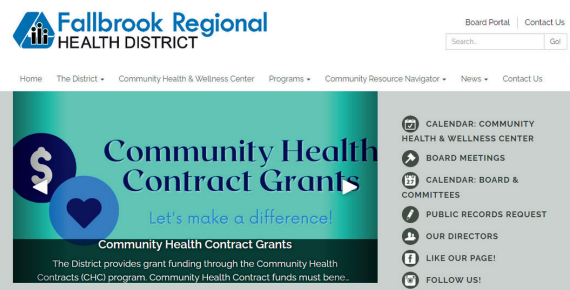 Fallbrook Regional
HEALTH DISTRICT
Board Portal
Contact Us
Search...
Go!
Home
The District
Community Health & Wellness Center
Programs
Community Resource Navigator
News
Contact Us
$
Community Health
Contract Grants
Let's make a difference!
Community Health Contract Grants
The District provides grant funding through the Community Health
Contracts (CHC) program. Community Health Contract funds must bene...
CALENDAR: COMMUNITY
HEALTH & WELLNESS CENTER
BOARD MEETINGS
CALENDAR: BOARD &
COMMITTEES
PUBLIC RECORDS REQUEST
OUR DIRECTORS
LIKE OUR PAGE!
FOLLOW US!